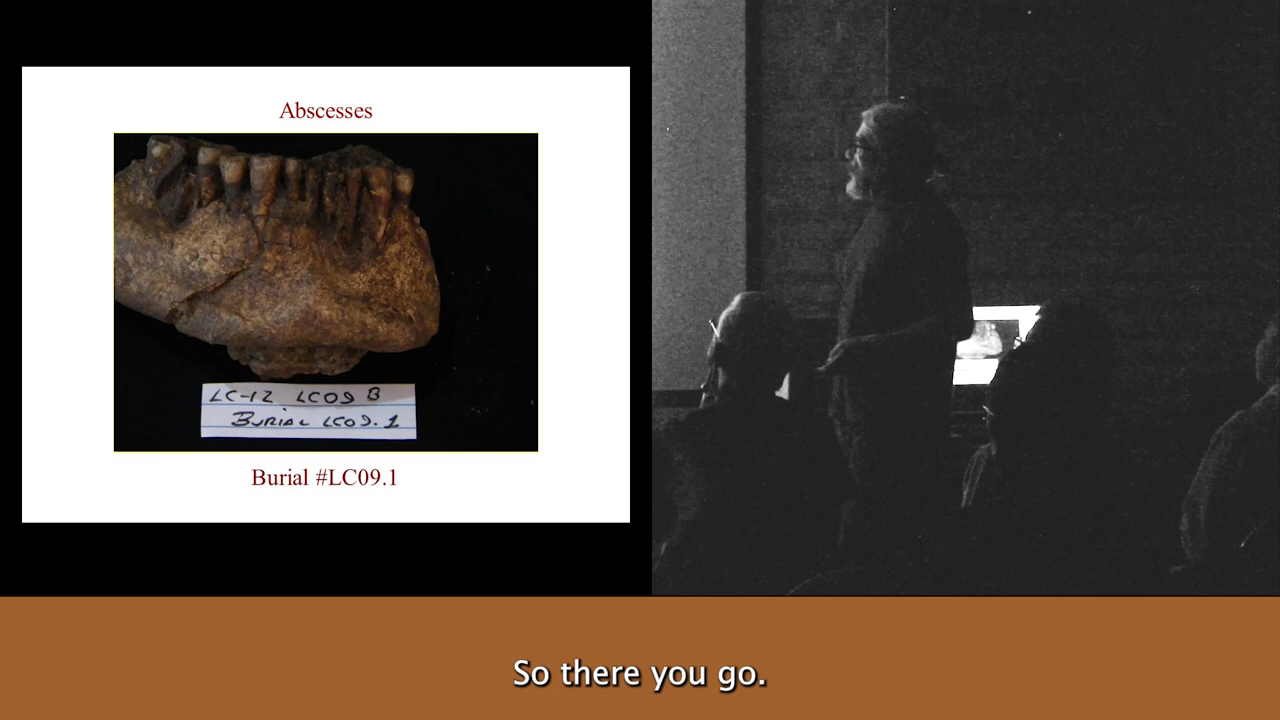 Abscesses
LC-12 LC09 B
Burial LC09.1
Burial #LC09.1
So there you go.